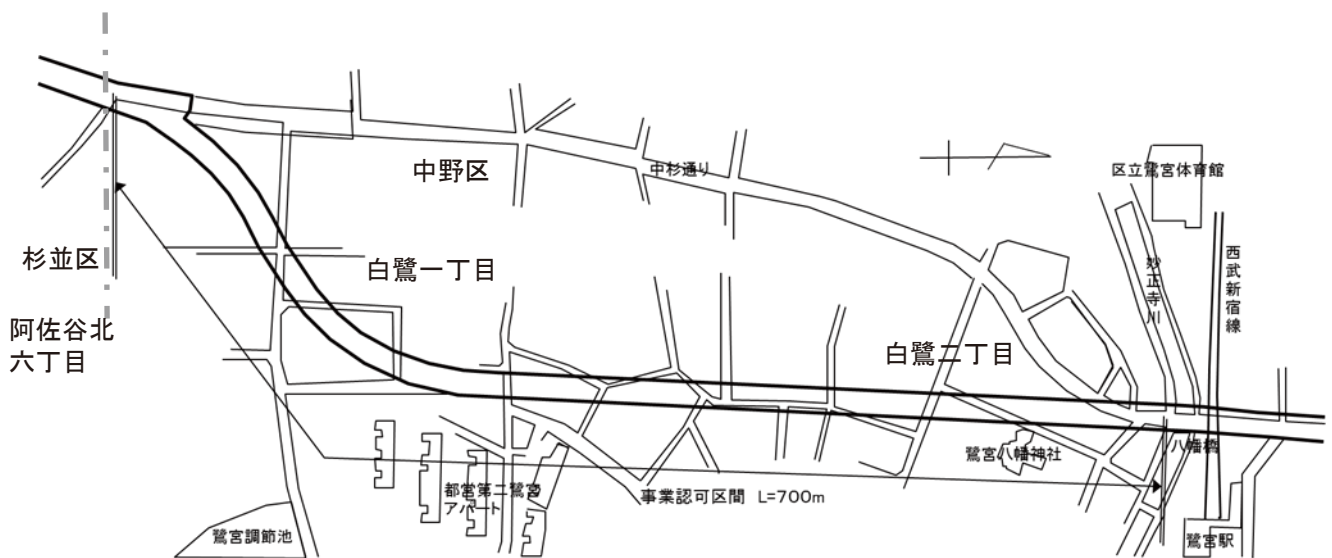 中野区
中杉通り
区立鷺宮体育館
杉並区
白鷺一丁目
妙正寺川
西武新宿線
阿佐谷北
六丁目
白鷺二丁目
鷺宮八幡神社
八幡橋
都営第二鷺宮
アパート
事業認可区間 L=700m
鷺宮調節池
鷺宮駅